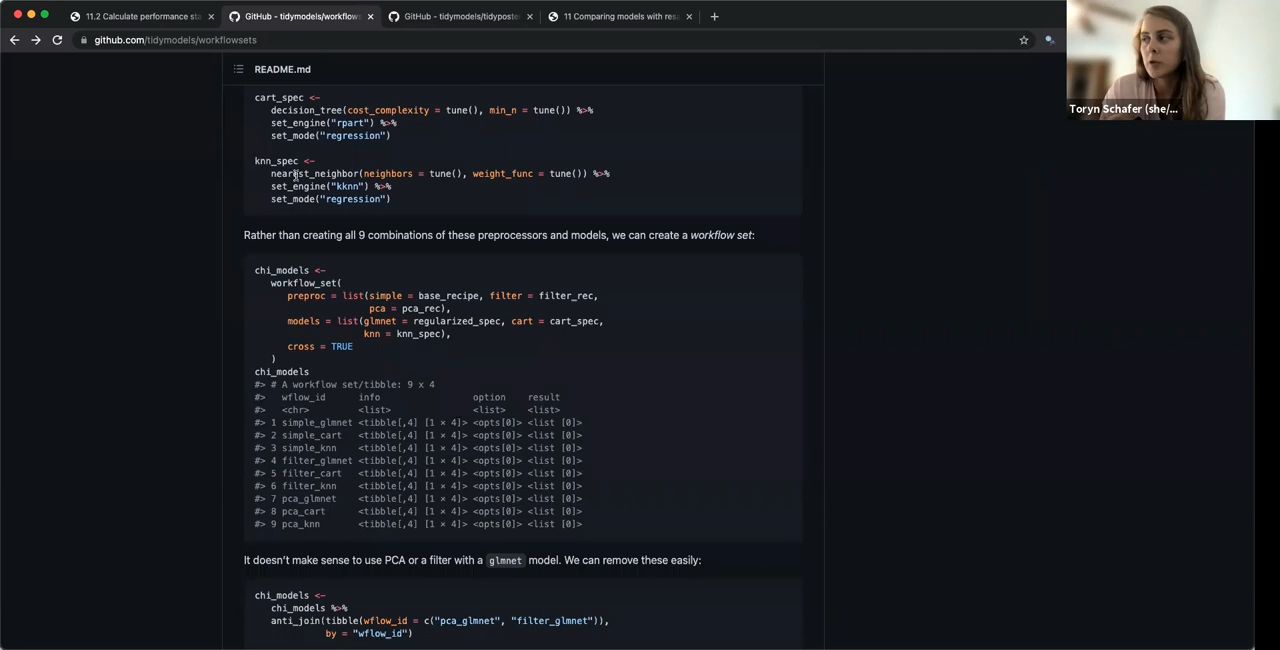 11.2 Calculate performance sta
GitHub - tidymodels/workflows
GitHub - tidymodels/tidyposte
11 Comparing models with resa
github.com/tidymodels/workflowsets
Toryn Schafer (she/...
README.md
cart_spec <-
decision_tree(cost_complexity = tune(), min_n = tune()) %>%
set_engine("rpart") %>%
set_mode("regression")
knn_spec <-
nearest_neighbor(neighbors = tune(), weight_func = tune()) %>%
set_engine("kknn") %>%
set_mode("regression")
Rather than creating all 9 combinations of these preprocessors and models, we can create a workflow set:
chi_models <-
workflow_set(
preproc = list(simple = base_recipe, filter = filter_rec,
pca = pca_rec),
models = list(glmnet = regularized_spec, cart = cart_spec,
knn = knn_spec),
cross = TRUE
)
chi_models
#> # A workflow set/tibble: 9 x 4
#> wflow_id info option result
#> <chr> <list> <list> <list>
#> 1 simple_glmnet <tibble[,4] [1 × 4]> <opts[0]> <list [0]>
#> 2 simple_cart <tibble[,4] [1 × 4]> <opts[0]> <list [0]>
#> 3 simple_knn <tibble[,4] [1 × 4]> <opts[0]> <list [0]>
#> 4 filter_glmnet <tibble[,4] [1 × 4]> <opts[0]> <list [0]>
#> 5 filter_cart <tibble[,4] [1 × 4]> <opts[0]> <list [0]>
#> 6 filter_knn <tibble[,4] [1 × 4]> <opts[0]> <list [0]>
#> 7 pca_glmnet <tibble[,4] [1 × 4]> <opts[0]> <list [0]>
#> 8 pca_cart <tibble[,4] [1 × 4]> <opts[0]> <list [0]>
#> 9 pca_knn <tibble[,4] [1 × 4]> <opts[0]> <list [0]>
It doesn't make sense to use PCA or a filter with a glmnet model. We can remove these easily:
chi_models <-
chi_models %>%
anti_join(tibble(wflow_id = c("pca_glmnet", "filter_glmnet")),
by = "wflow_id")